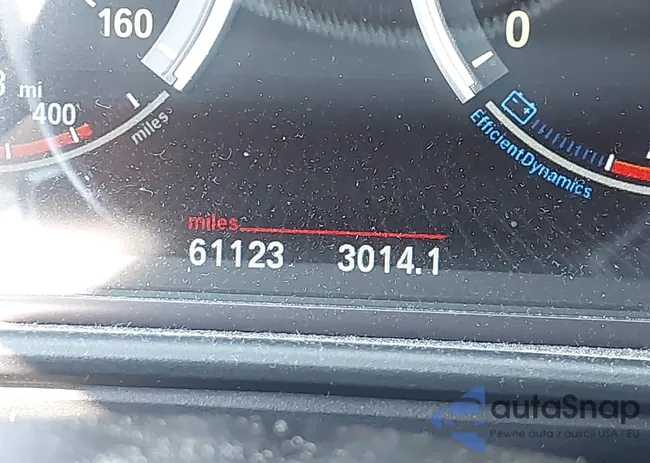 160
0
mi
400
miles
EfficientDynamics
miles
61123 3014.1
autaSnap
Pewne auta z aukcji USA i EU